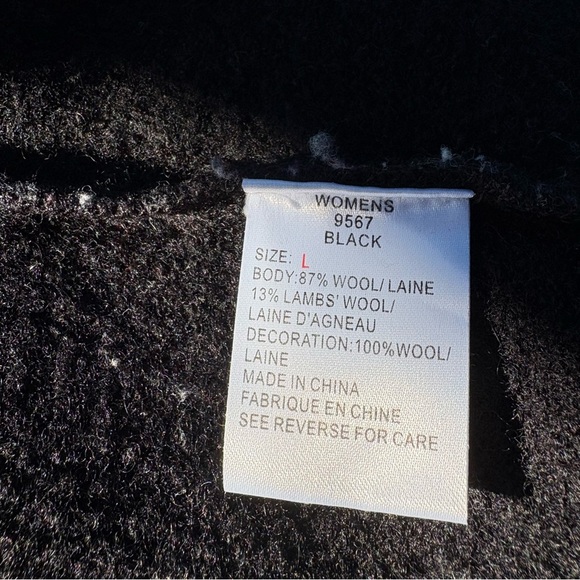 WOMENS
9567
BLACK
SIZE: L
BODY:87% WOOL/ LAINE
13% LAMBS' WOOL/
LAINE D'AGNEAU
DECORATION:100%WOOL/
LAINE
MADE IN CHINA
FABRIQUE EN CHINE
SEE REVERSE FOR CARE